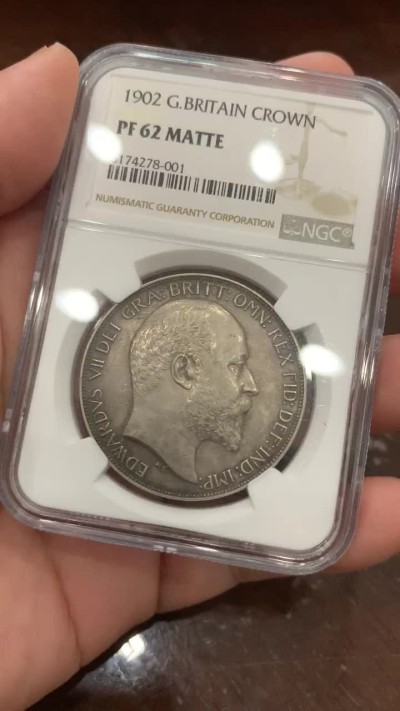 1902 G.BRITAIN CROWN
PF 62 MATTE
174278-001
NUMISMATIC GUARANTY CORPORATION
NGC®
EDWARDVS VII DEI GRA: BRITT: OMN: REX FID: DEF: IND: IMP: